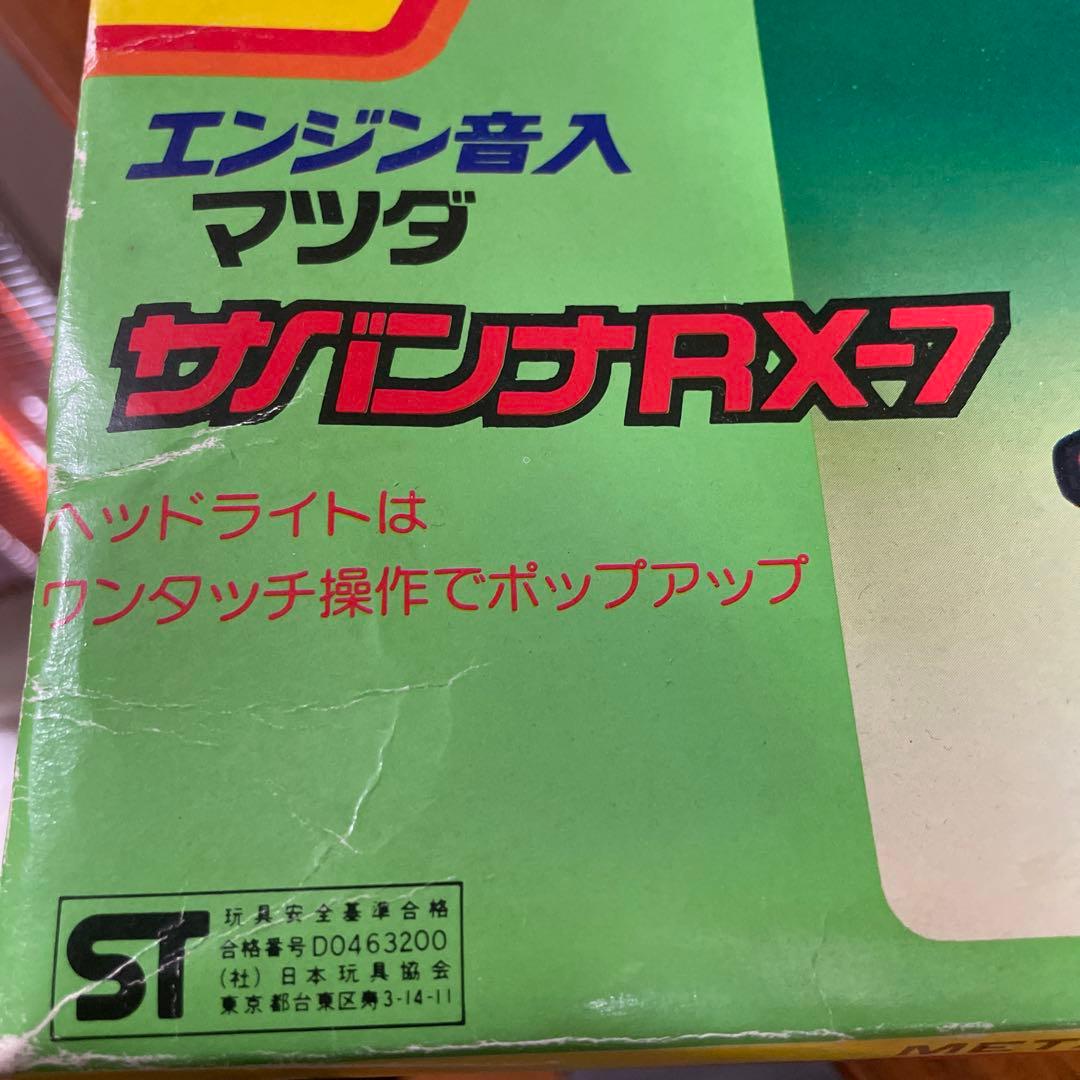 エンジン音入
マツダ
サバンナRX-7
ヘッドライトは
ワンタッチ操作でポップアップ
ST
玩具安全基準合格
合格番号D0463200
(社)日本玩具協会
東京都台東区寿3-14-11
MET